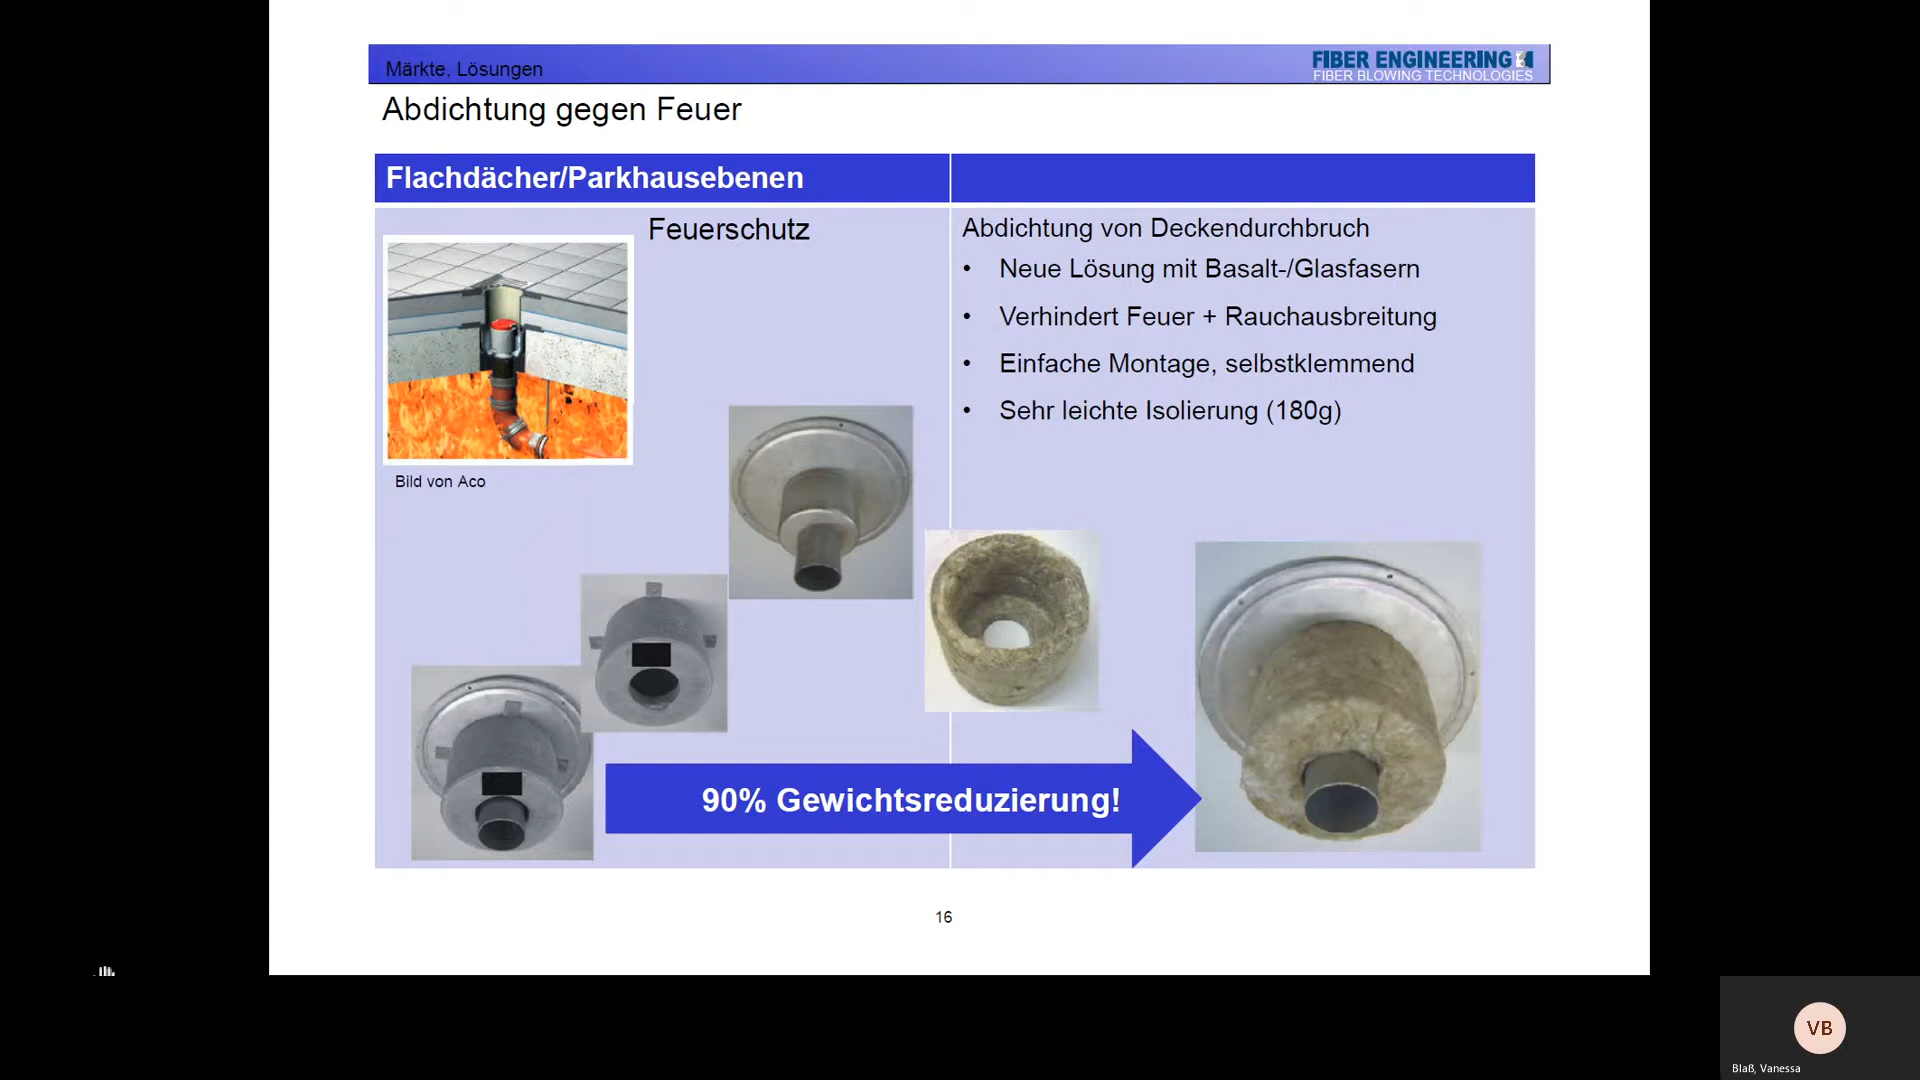 Märkte, Lösungen
FIBER ENGINEERING
FIBER BLOWING TECHNOLOGIES
Abdichtung gegen Feuer
Flachdächer/Parkhausebenen
Feuerschutz
Bild von Aco
Abdichtung von Deckendurchbruch
• Neue Lösung mit Basalt-/Glasfasern
• Verhindert Feuer + Rauchausbreitung
• Einfache Montage, selbstklemmend
• Sehr leichte Isolierung (180g)
90% Gewichtsreduzierung!
16
VB
Blaß, Vanessa